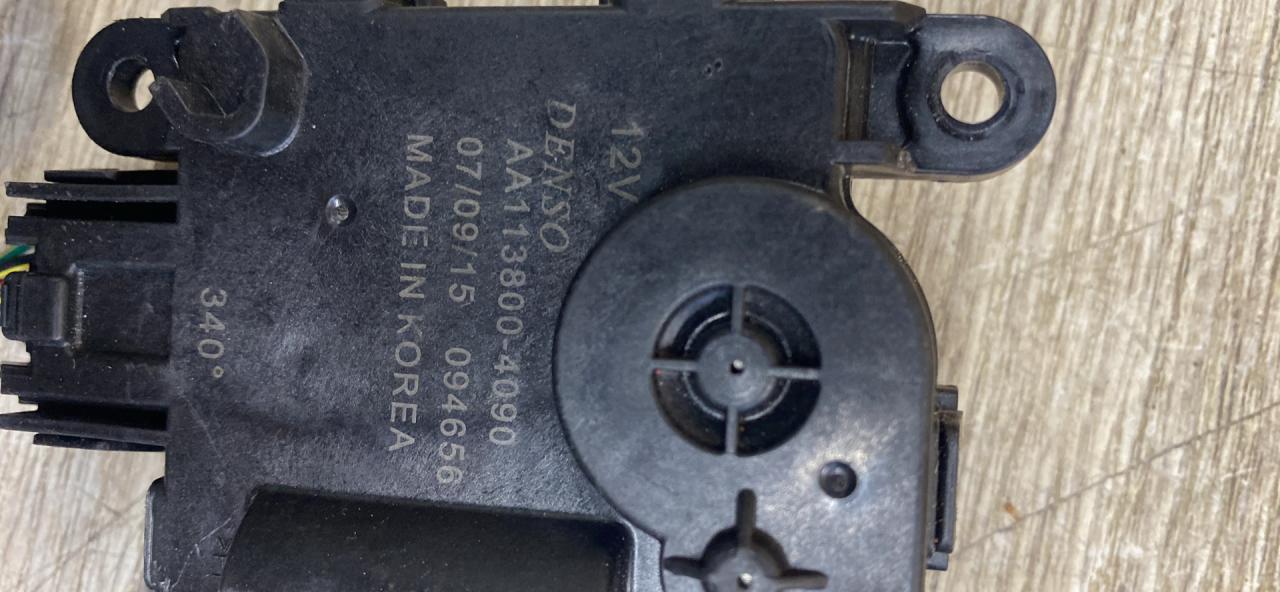 12V
DENSO
AA113800-4090
07/09/15 094656
MADE IN KOREA
340°